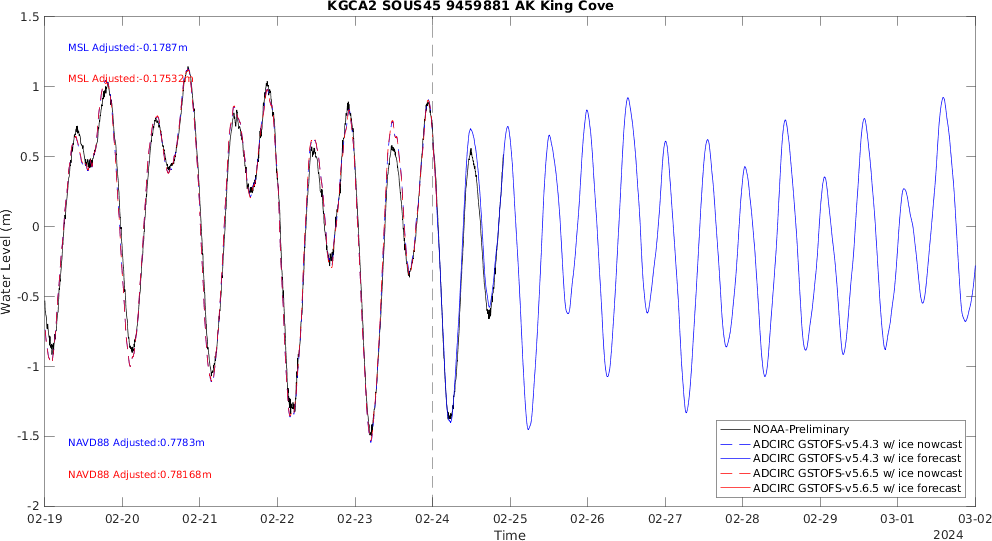 KGCA2 SOUS45 9459881 AK King Cove
Water Level (m)
1.5
1
0.5
0
-0.5
-1
-1.5
-2
MSL Adjusted:-0.1787m
MSL Adjusted:-0.17532m
NAVD88 Adjusted:0.7783m
NAVD88 Adjusted:0.78168m
NOAA-Preliminary
ADCIRC GSTOFS-v5.4.3 w/ ice nowcast
ADCIRC GSTOFS-v5.4.3 w/ ice forecast
ADCIRC GSTOFS-v5.6.5 w/ ice nowcast
ADCIRC GSTOFS-v5.6.5 w/ ice forecast
02-19 02-20 02-21 02-22 02-23 02-24 02-25 02-26 02-27 02-28 02-29 03-01 03-02
Time
2024